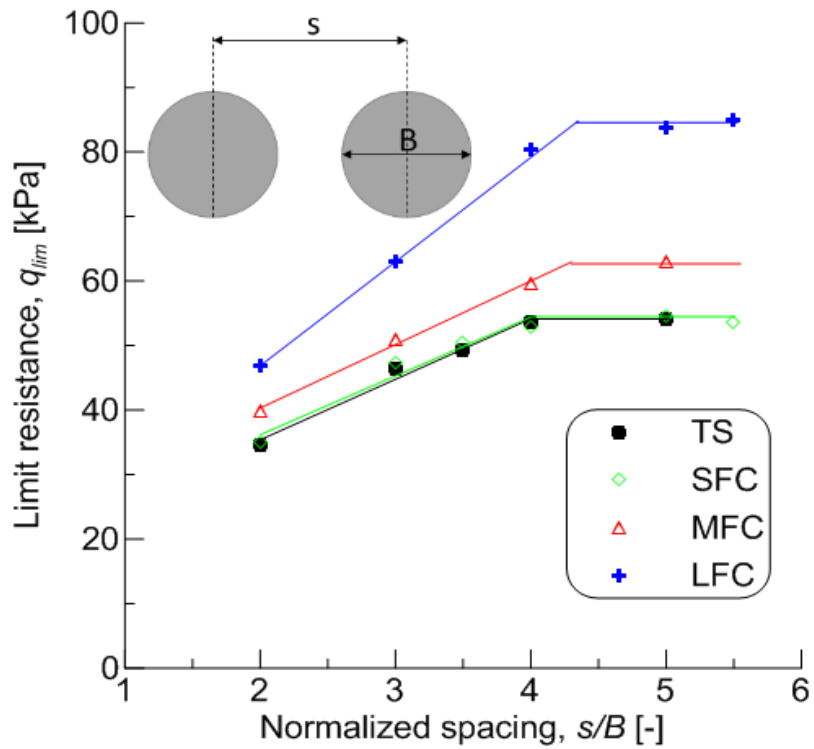 s
B
Limit resistance, q_lim [kPa]
100
80
60
40
20
0
1 2 3 4 5 6
Normalized spacing, s/B [-]
TS
SFC
MFC
LFC